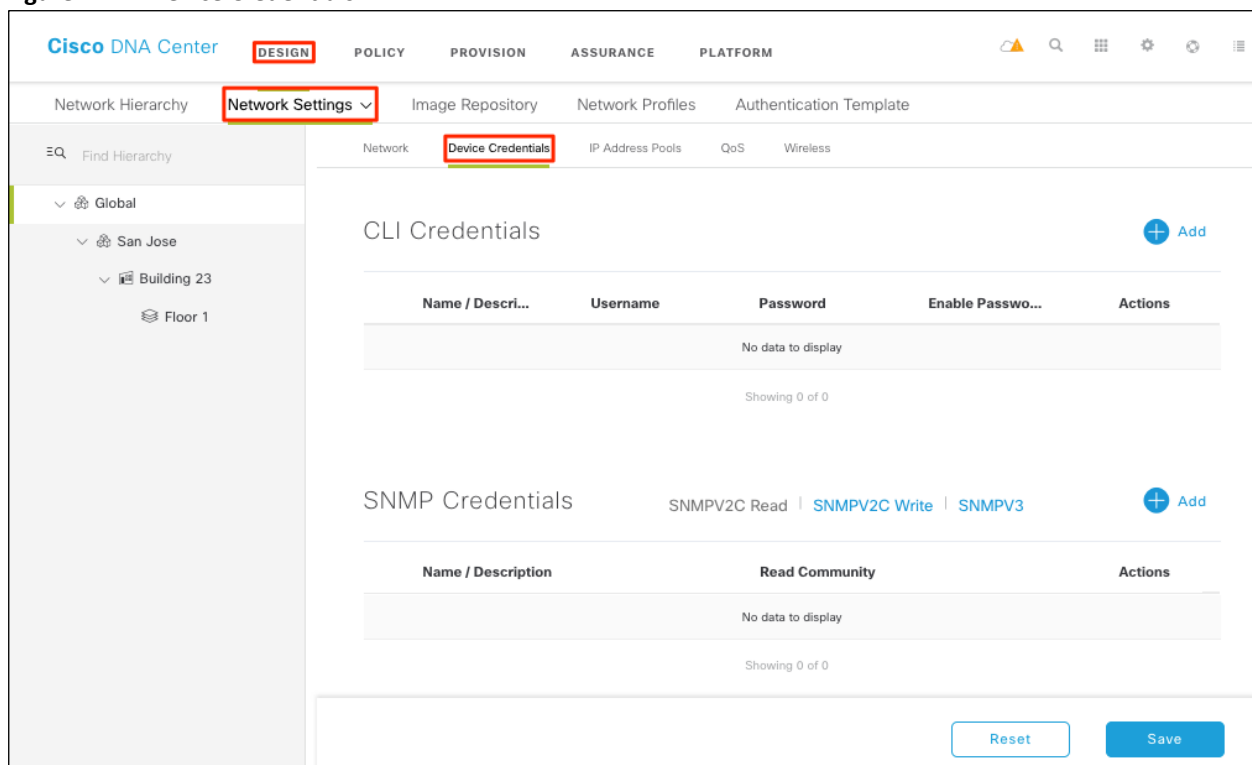 Cisco DNA Center DESIGN POLICY PROVISION ASSURANCE PLATFORM
Network Hierarchy Network Settings Image Repository Network Profiles Authentication Template
Find Hierarchy
Network Device Credentials IP Address Pools QoS Wireless
Global
San Jose
Building 23
Floor 1
CLI Credentials Add
Name / Descri... Username Password Enable Passwo... Actions
No data to display
Showing 0 of 0
SNMP Credentials SNMPV2C Read SNMPV2C Write SNMPV3 Add
Name / Description Read Community Actions
No data to display
Showing 0 of 0
Reset Save